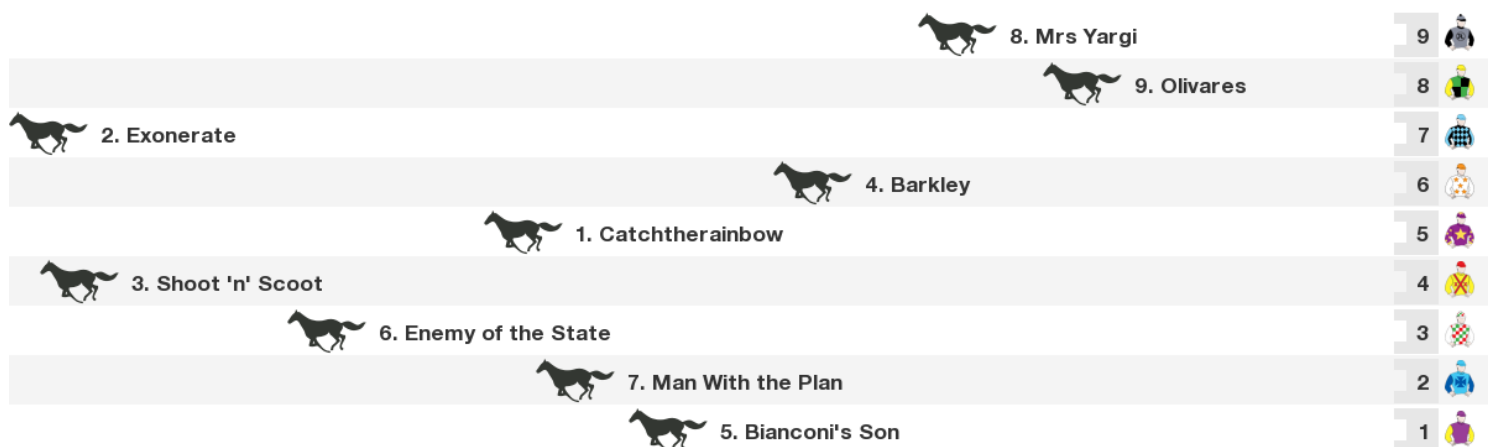 8. Mrs Yargi 9
9. Olivares 8
2. Exonerate 7
4. Barkley 6
1. Catchtherainbow 5
3. Shoot 'n' Scoot 4
6. Enemy of the State 3
7. Man With the Plan 2
5. Bianconi's Son 1